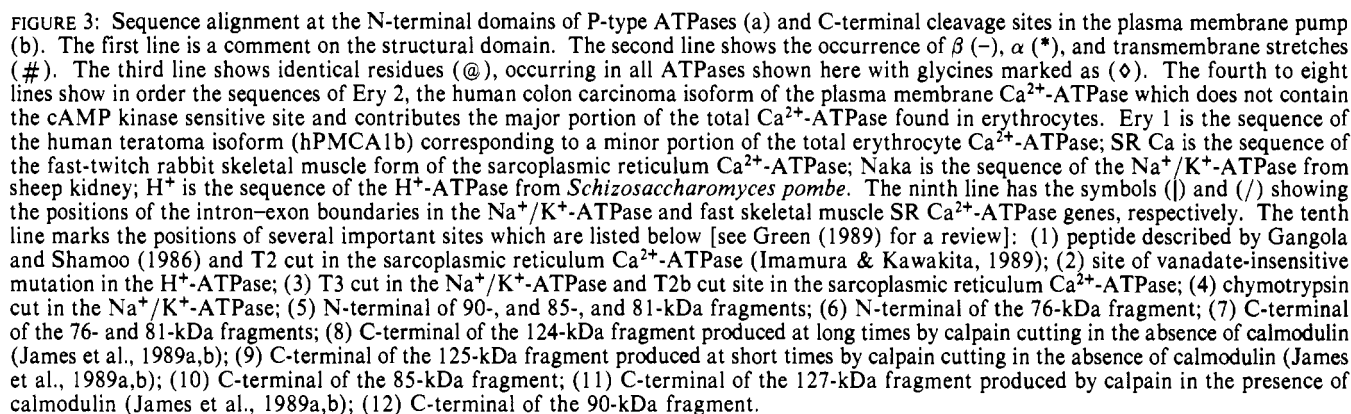 FIGURE 3: Sequence alignment at the N-terminal domains of P-type ATPases (a) and C-terminal cleavage sites in the plasma membrane pump
(b). The first line is a comment on the structural domain. The second line shows the occurrence of β (–), α (*), and transmembrane stretches
(#). The third line shows identical residues (@), occurring in all ATPases shown here with glycines marked as (◊). The fourth to eight
lines show in order the sequences of Ery 2, the human colon carcinoma isoform of the plasma membrane Ca²⁺-ATPase which does not contain
the cAMP kinase sensitive site and contributes the major portion of the total Ca²⁺-ATPase found in erythrocytes. Ery 1 is the sequence of
the human teratoma isoform (hPMCA1b) corresponding to a minor portion of the total erythrocyte Ca²⁺-ATPase; SR Ca is the sequence of
the fast-twitch rabbit skeletal muscle form of the sarcoplasmic reticulum Ca²⁺-ATPase; Naka is the sequence of the Na⁺/K⁺-ATPase from
sheep kidney; H⁺ is the sequence of the H⁺-ATPase from Schizosaccharomyces pombe. The ninth line has the symbols (|) and (/) showing
the positions of the intron–exon boundaries in the Na⁺/K⁺-ATPase and fast skeletal muscle SR Ca²⁺-ATPase genes, respectively. The tenth
line marks the positions of several important sites which are listed below [see Green (1989) for a review]: (1) peptide described by Gangola
and Shamoo (1986) and T2 cut in the sarcoplasmic reticulum Ca²⁺-ATPase (Imamura & Kawakita, 1989); (2) site of vanadate-insensitive
mutation in the H⁺-ATPase; (3) T3 cut in the Na⁺/K⁺-ATPase and T2b cut site in the sarcoplasmic reticulum Ca²⁺-ATPase; (4) chymotrypsin
cut in the Na⁺/K⁺-ATPase; (5) N-terminal of 90-, and 85-, and 81-kDa fragments; (6) N-terminal of the 76-kDa fragment; (7) C-terminal
of the 76- and 81-kDa fragments; (8) C-terminal of the 124-kDa fragment produced at long times by calpain cutting in the absence of calmodulin
(James et al., 1989a,b); (9) C-terminal of the 125-kDa fragment produced at short times by calpain cutting in the absence of calmodulin (James
et al., 1989a,b); (10) C-terminal of the 85-kDa fragment; (11) C-terminal of the 127-kDa fragment produced by calpain in the presence of
calmodulin (James et al., 1989a,b); (12) C-terminal of the 90-kDa fragment.